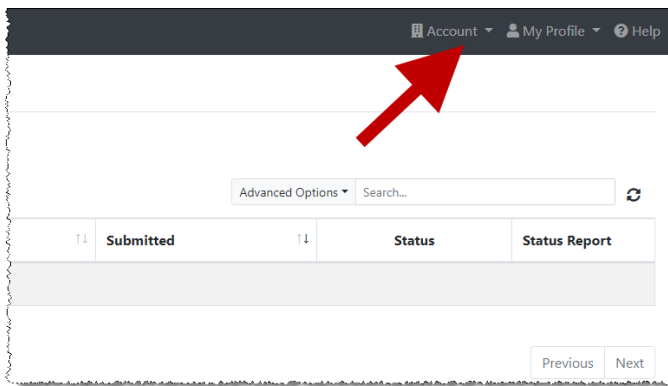 Account My Profile Help
Advanced Options Search...
Submitted Status Status Report
Previous Next